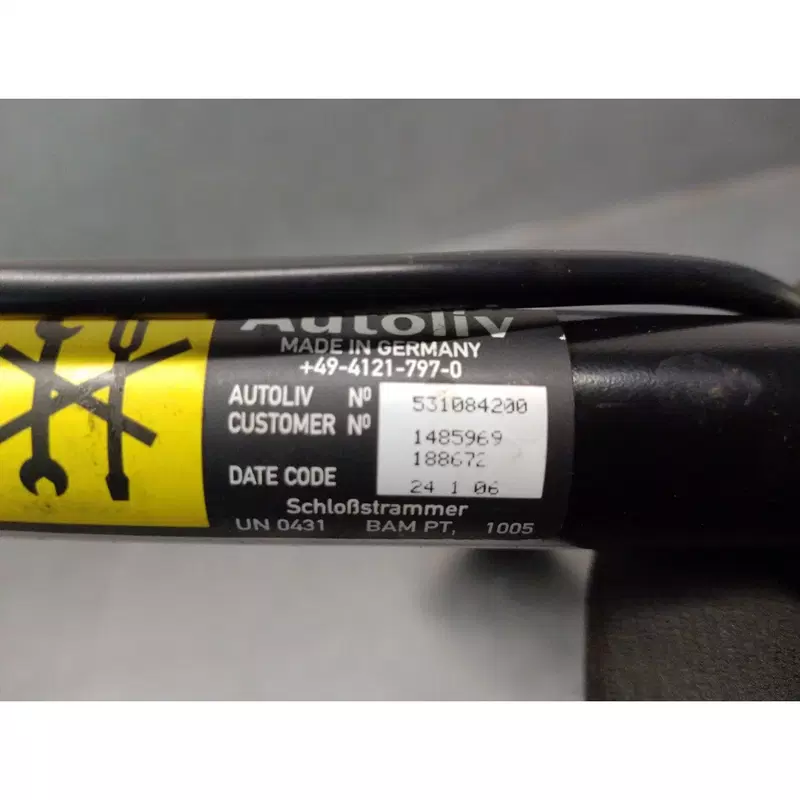 Autoliv
MADE IN GERMANY
+49-4121-797-0
AUTOLIV Nº 531084200
CUSTOMER Nº 1485969
188672
DATE CODE 24 1 06
Schloßstrammer
UN 0431 BAM PT, 1005